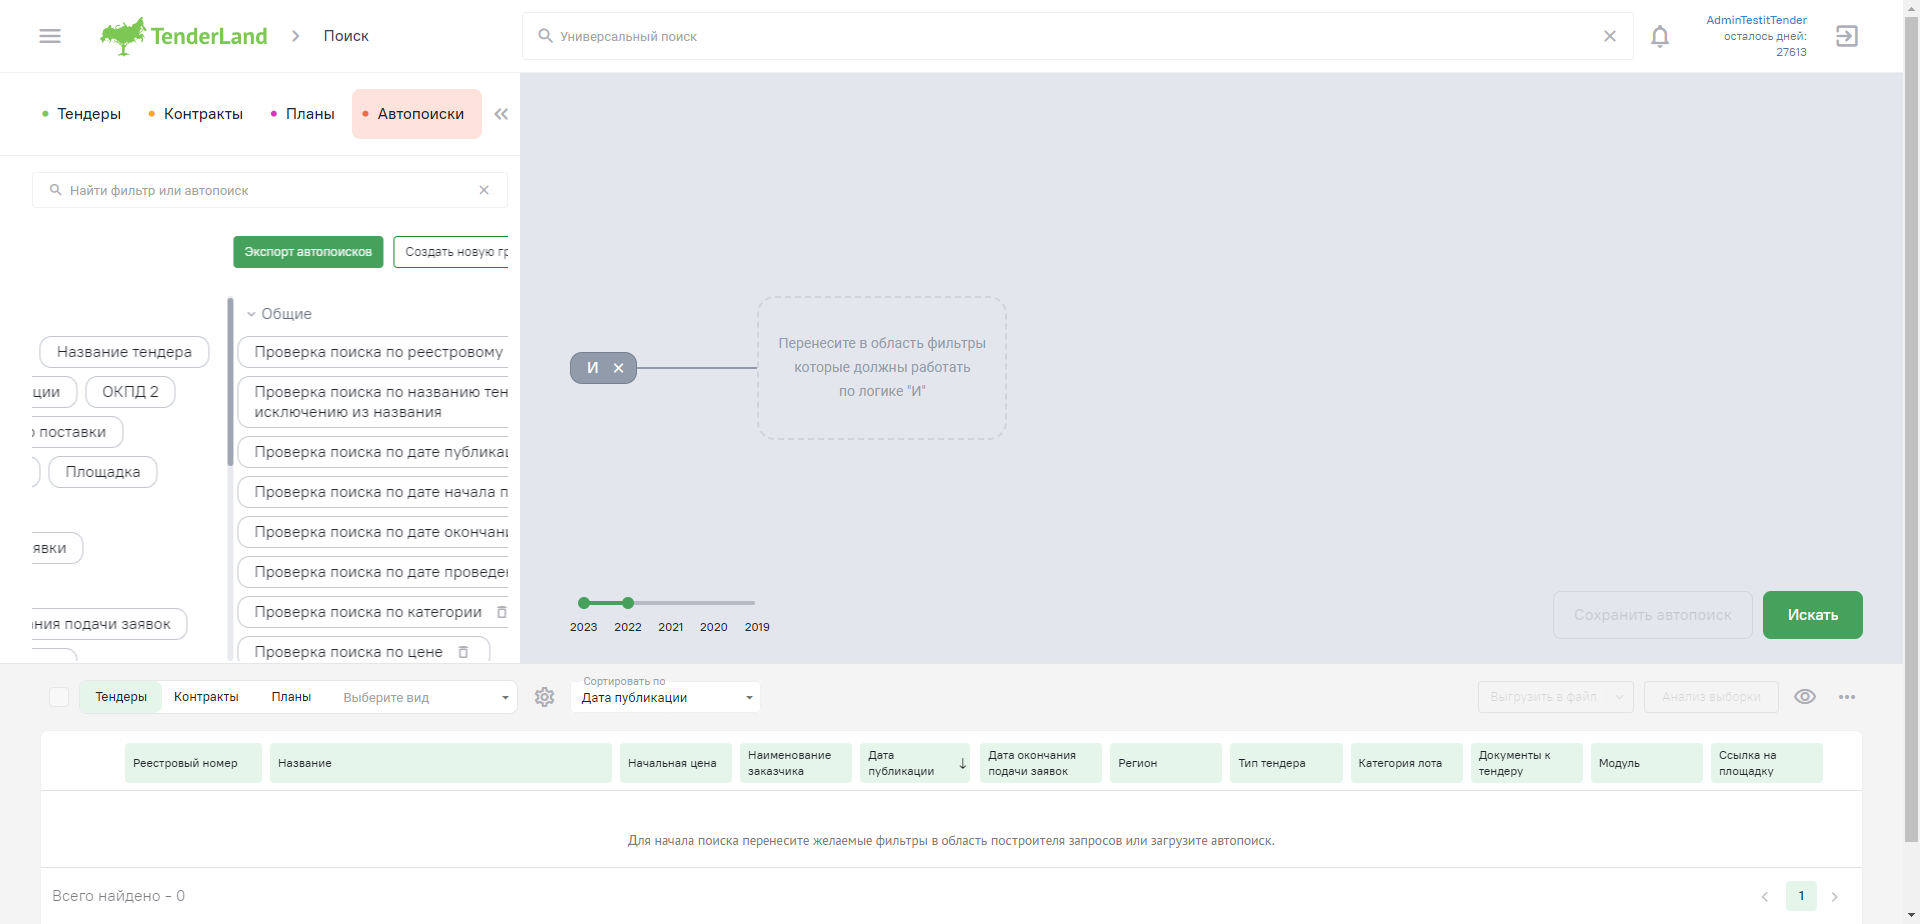 TenderLand
Поиск
Универсальный поиск
AdminTestitTender
осталось дней:
27613
Тендеры
Контракты
Планы
Автопоиски
Найти фильтр или автопоиск
Экспорт автопоисков
Создать новую гр
Общие
Название тендера
Проверка поиска по реестровому
ции
ОКПД 2
Проверка поиска по названию тен
исключению из названия
поставки
Проверка поиска по дате публикац
Площадка
Проверка поиска по дате начала п
Проверка поиска по дате окончани
явки
Проверка поиска по дате проведен
Проверка поиска по категории
ания подачи заявок
Проверка поиска по цене
И
Перенесите в область фильтры
которые должны работать
по логике "И"
2023
2022
2021
2020
2019
Сохранить автопоиск
Искать
Тендеры
Контракты
Планы
Выберите вид
Сортировать по
Дата публикации
Выгрузить в файл
Анализ выборки
Реестровый номер
Название
Начальная цена
Наименование
заказчика
Дата
публикации
Дата окончания
подачи заявок
Регион
Тип тендера
Категория лота
Документы к
тендеру
Модуль
Ссылка на
площадку
Для начала поиска перенесите желаемые фильтры в область построителя запросов или загрузите автопоиск.
Всего найдено - 0
1